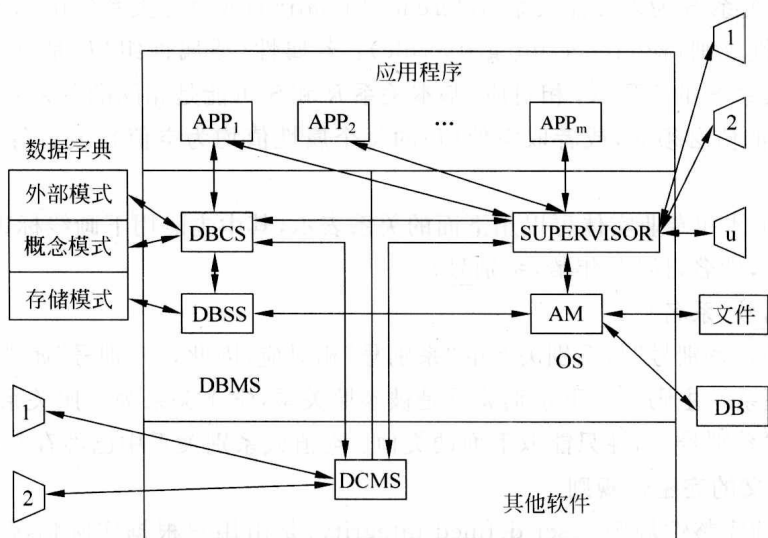 1
应用程序
APP1
APP2
...
APPm
2
数据字典
外部模式
概念模式
存储模式
DBCS
SUPERVISOR
u
DBSS
AM
文件
OS
DBMS
DB
1
2
DCMS
其他软件